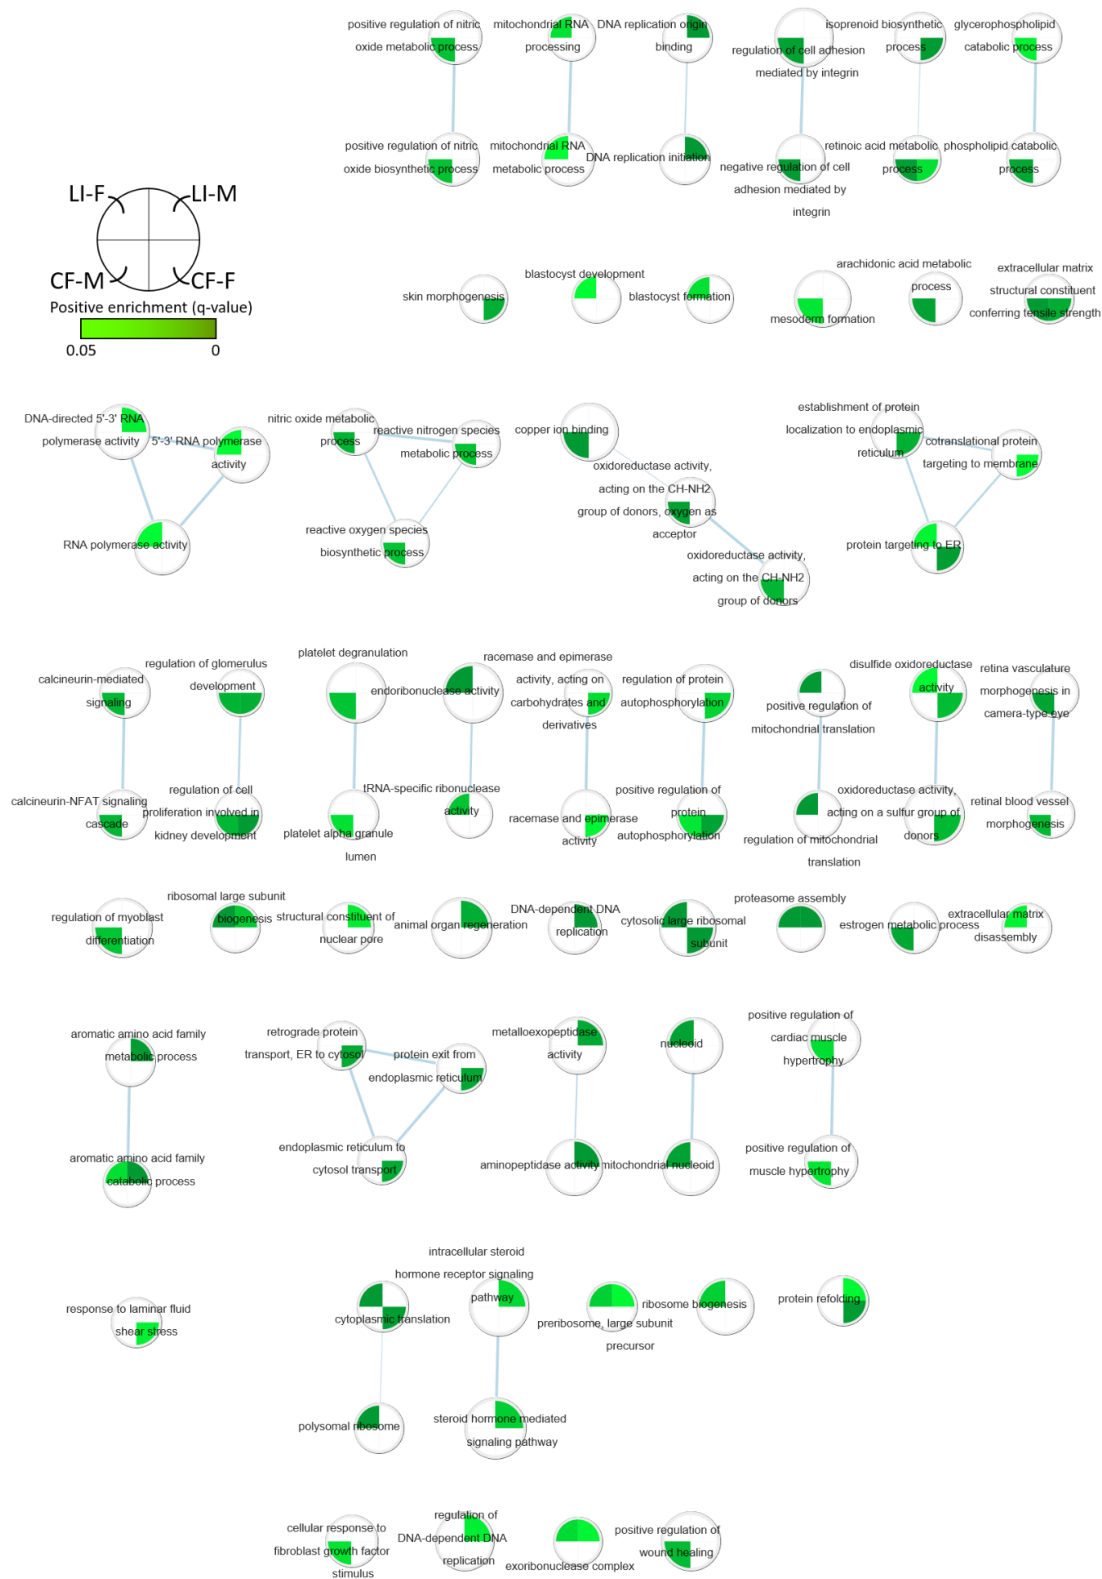 positive regulation of nitric
oxide metabolic process
mitochondrial RNA
processing
DNA replication origin
binding
regulation of cell adhesion
mediated by integrin
isoprenoid biosynthetic
process
glycerophospholipid
catabolic process
positive regulation of nitric
oxide biosynthetic process
mitochondrial RNA
metabolic process
DNA replication initiation
negative regulation of cell
adhesion mediated by
integrin
retinoic acid metabolic
process
phospholipid catabolic
process
LI-F
LI-M
CF-M
CF-F
Positive enrichment (q-value)
0.05
0
skin morphogenesis
blastocyst development
blastocyst formation
mesoderm formation
arachidonic acid metabolic
process
extracellular matrix
structural constituent
conferring tensile strength
DNA-directed 5'-3' RNA
polymerase activity
5'-3' RNA polymerase
activity
RNA polymerase activity
nitric oxide metabolic
process
reactive nitrogen species
metabolic process
reactive oxygen species
biosynthetic process
copper ion binding
oxidoreductase activity,
acting on the CH-NH2
group of donors, oxygen as
acceptor
oxidoreductase activity,
acting on the CH-NH2
group of donors
establishment of protein
localization to endoplasmic
reticulum
cotranslational protein
targeting to membrane
protein targeting to ER
calcineurin-mediated
signaling
regulation of glomerulus
development
platelet degranulation
endoribonuclease activity
racemase and epimerase
activity, acting on
carbohydrates and
derivatives
regulation of protein
autophosphorylation
positive regulation of
mitochondrial translation
disulfide oxidoreductase
activity
retina vasculature
morphogenesis in
camera-type eye
calcineurin-NFAT signaling
cascade
regulation of cell
proliferation involved in
kidney development
platelet alpha granule
lumen
tRNA-specific ribonuclease
activity
racemase and epimerase
activity
positive regulation of
protein
autophosphorylation
regulation of mitochondrial
translation
oxidoreductase activity,
acting on a sulfur group of
donors
retinal blood vessel
morphogenesis
regulation of myoblast
differentiation
ribosomal large subunit
biogenesis
structural constituent of
nuclear pore
animal organ regeneration
DNA-dependent DNA
replication
cytosolic large ribosomal
subunit
proteasome assembly
estrogen metabolic process
extracellular matrix
disassembly
aromatic amino acid family
metabolic process
retrograde protein
transport, ER to cytosol
protein exit from
endoplasmic reticulum
metalloexopeptidase
activity
nucleoid
positive regulation of
cardiac muscle
hypertrophy
aromatic amino acid family
catabolic process
endoplasmic reticulum to
cytosol transport
aminopeptidase activity
mitochondrial nucleoid
positive regulation of
muscle hypertrophy
response to laminar fluid
shear stress
cytoplasmic translation
intracellular steroid
hormone receptor signaling
pathway
preribosome, large subunit
precursor
ribosome biogenesis
protein refolding
polysomal ribosome
steroid hormone mediated
signaling pathway
cellular response to
fibroblast growth factor
stimulus
regulation of
DNA-dependent DNA
replication
exoribonuclease complex
positive regulation of
wound healing